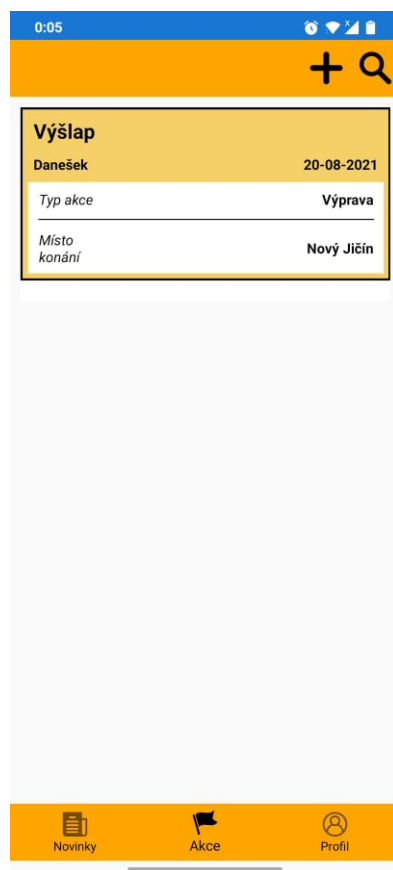 0:05
Výšlap
Danešek 20-08-2021
Typ akce Výprava
Místo
konání Nový Jičín
Novinky Akce Profil